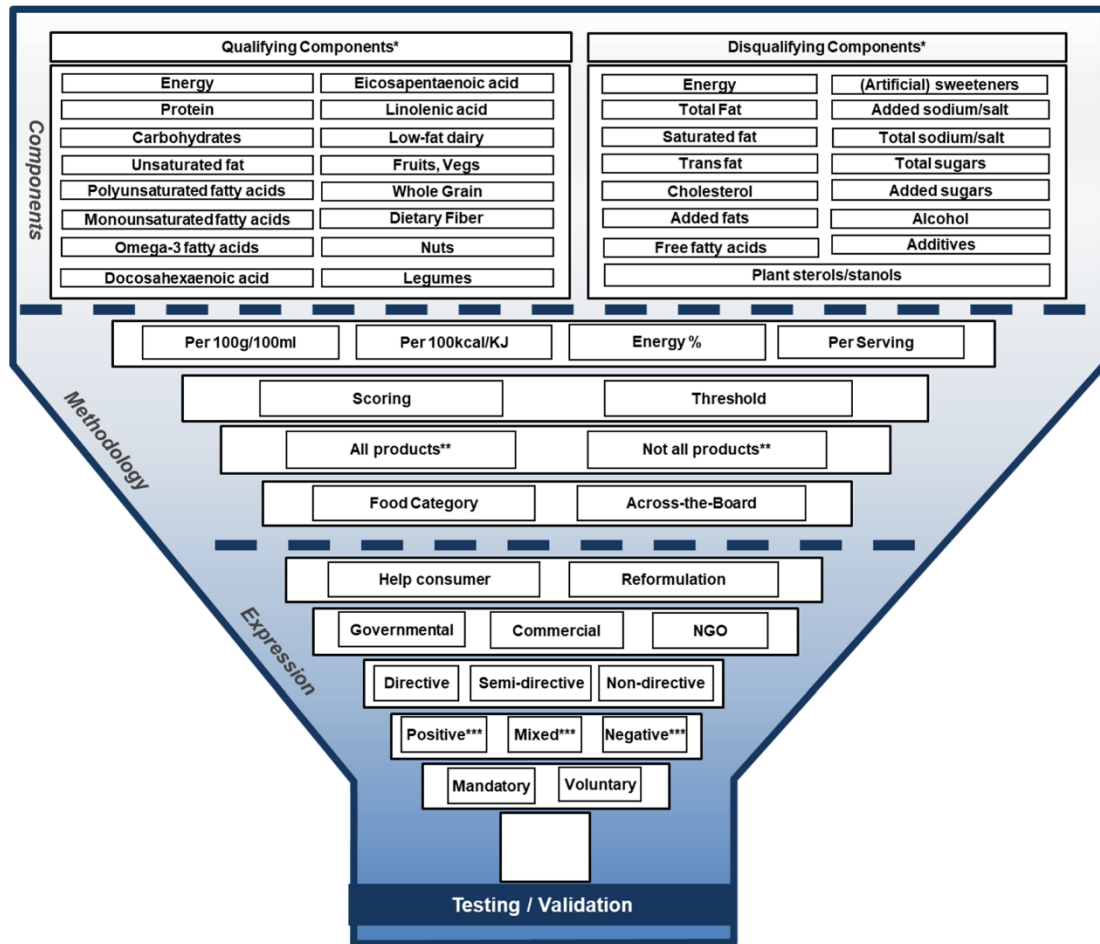 Qualifying Components*
Disqualifying Components*
Components
Energy
Eicosapentaenoic acid
Protein
Linolenic acid
Carbohydrates
Low-fat dairy
Unsaturated fat
Fruits, Vegs
Polyunsaturated fatty acids
Whole Grain
Monounsaturated fatty acids
Dietary Fiber
Omega-3 fatty acids
Nuts
Docosahexaenoic acid
Legumes
Energy
(Artificial) sweeteners
Total Fat
Added sodium/salt
Saturated fat
Total sodium/salt
Trans fat
Total sugars
Cholesterol
Added sugars
Added fats
Alcohol
Free fatty acids
Additives
Plant sterols/stanols
Methodology
Per 100g/100ml
Per 100kcal/KJ
Energy %
Per Serving
Scoring
Threshold
All products**
Not all products**
Food Category
Across-the-Board
Expression
Help consumer
Reformulation
Governmental
Commercial
NGO
Directive
Semi-directive
Non-directive
Positive***
Mixed***
Negative***
Mandatory
Voluntary
Testing / Validation